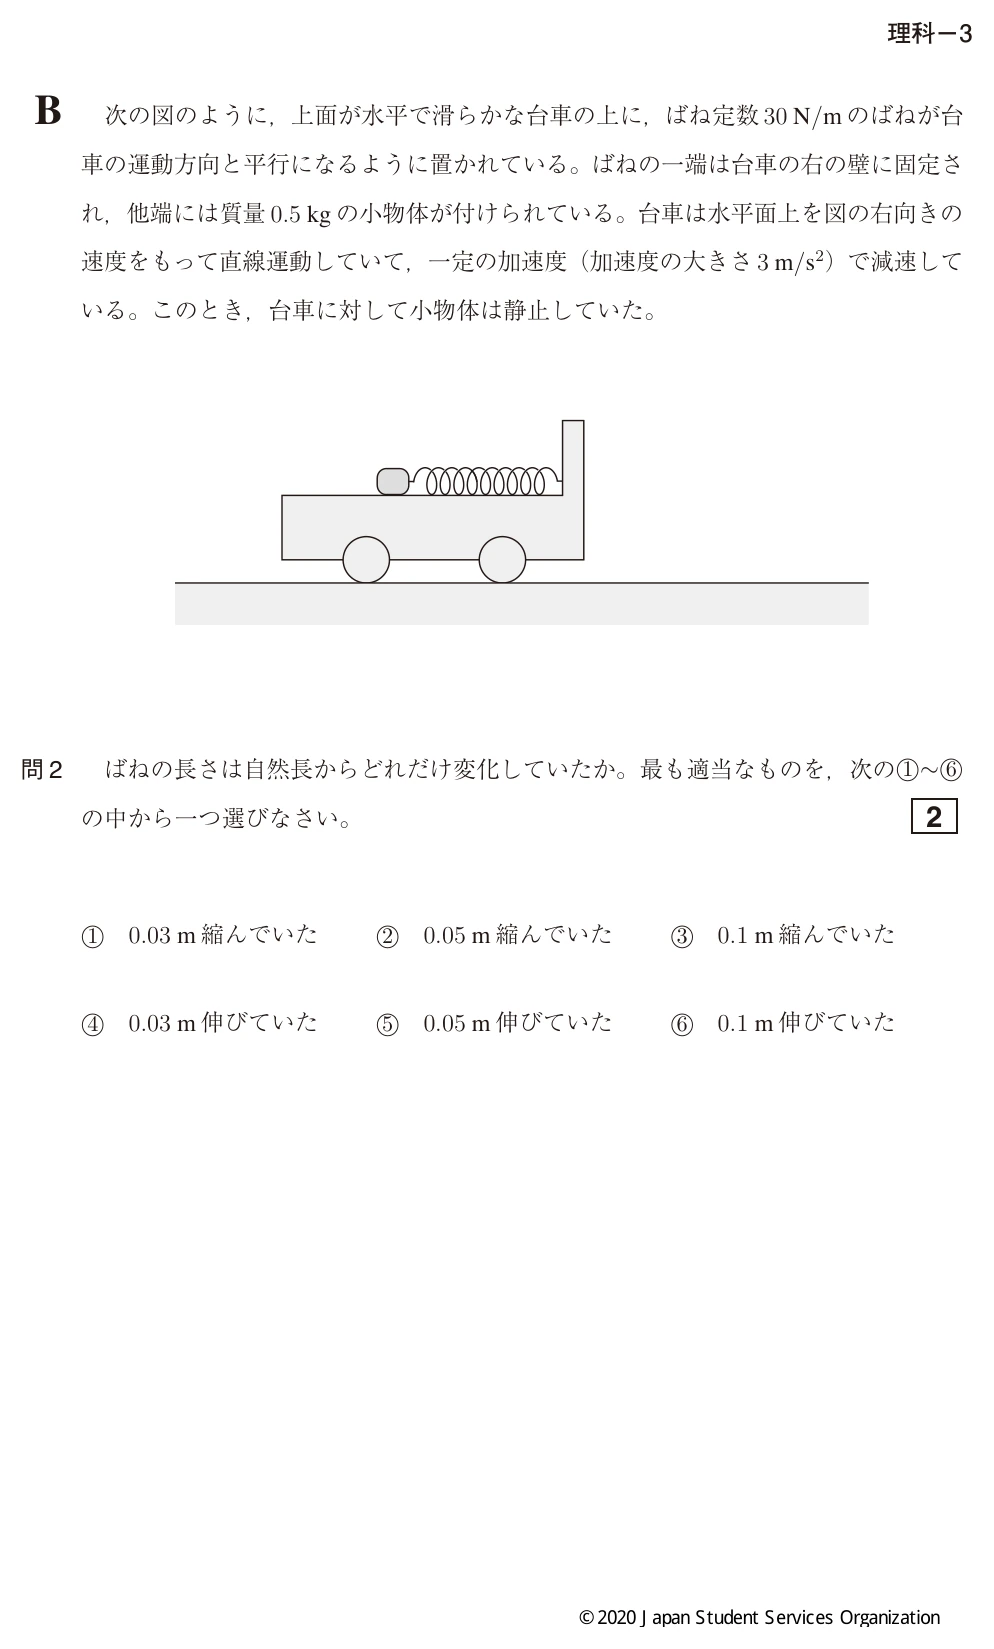 理科－3
B 次の図のように，上面が水平で滑らかな台車の上に，ばね定数 30 N/m のばねが台
車の運動方向と平行になるように置かれている。ばねの一端は台車の右の壁に固定さ
れ，他端には質量 0.5 kg の小物体が付けられている。台車は水平面上を図の右向きの
速度をもって直線運動していて，一定の加速度（加速度の大きさ 3 m/s²）で減速して
いる。このとき，台車に対して小物体は静止していた。
問2 ばねの長さは自然長からどれだけ変化していたか。最も適当なものを，次の①～⑥
の中から一つ選びなさい。 2
① 0.03 m 縮んでいた ② 0.05 m 縮んでいた ③ 0.1 m 縮んでいた
④ 0.03 m 伸びていた ⑤ 0.05 m 伸びていた ⑥ 0.1 m 伸びていた
© 2020 Japan Student Services Organization